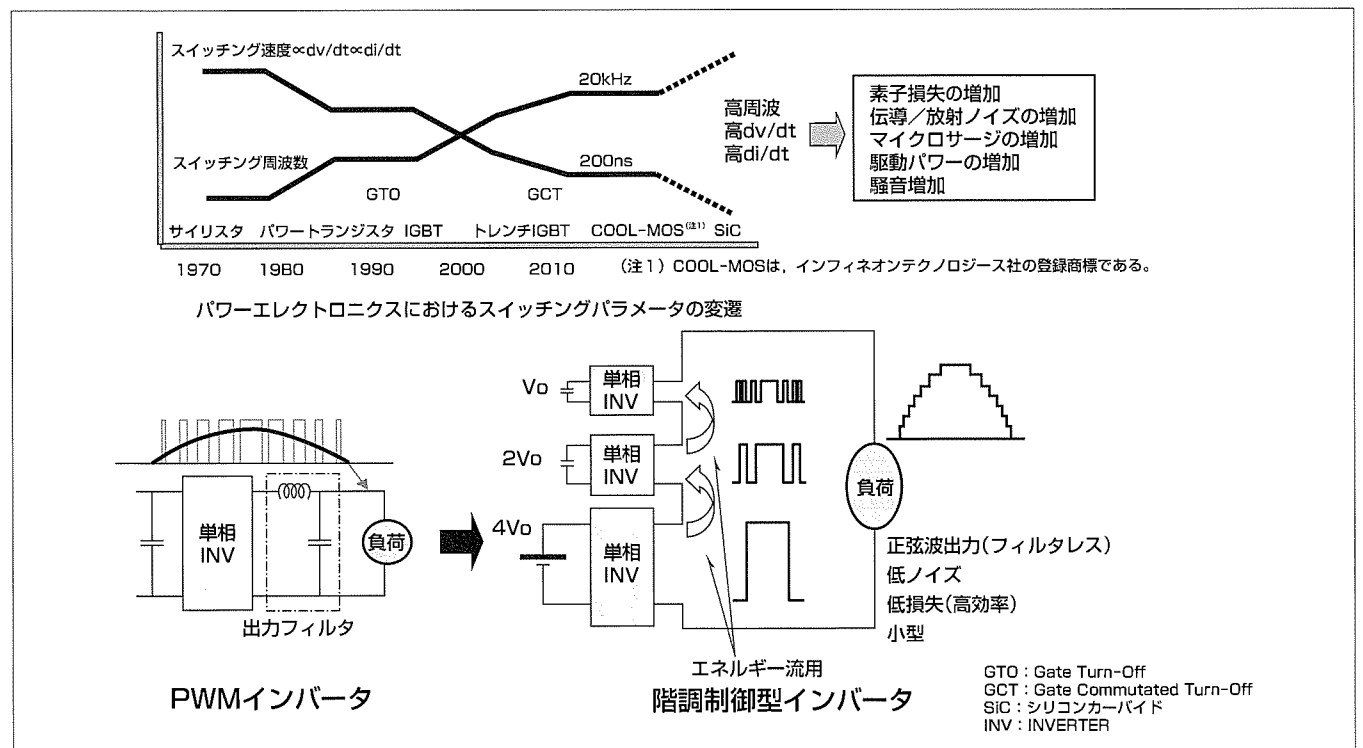 スイッチング速度∝dv/dt∝di/dt
スイッチング周波数
20kHz
200ns
GTO
GCT
サイリスタ パワートランジスタ IGBT トレンチIGBT COOL-MOS(注1) SiC
1970 1980 1990 2000 2010
高周波
高dv/dt
高di/dt
素子損失の増加
伝導／放射ノイズの増加
マイクロサージの増加
駆動パワーの増加
騒音増加
（注1）COOL-MOSは，インフィネオンテクノロジース社の登録商標である。
パワーエレクトロニクスにおけるスイッチングパラメータの変遷
単相
INV
負荷
出力フィルタ
PWMインバータ
Vo
単相
INV
2Vo
単相
INV
4Vo
単相
INV
負荷
エネルギー流用
階調制御型インバータ
正弦波出力(フィルタレス)
低ノイズ
低損失(高効率)
小型
GTO：Gate Turn-Off
GCT：Gate Commutated Turn-Off
SiC：シリコンカーバイド
INV：INVERTER